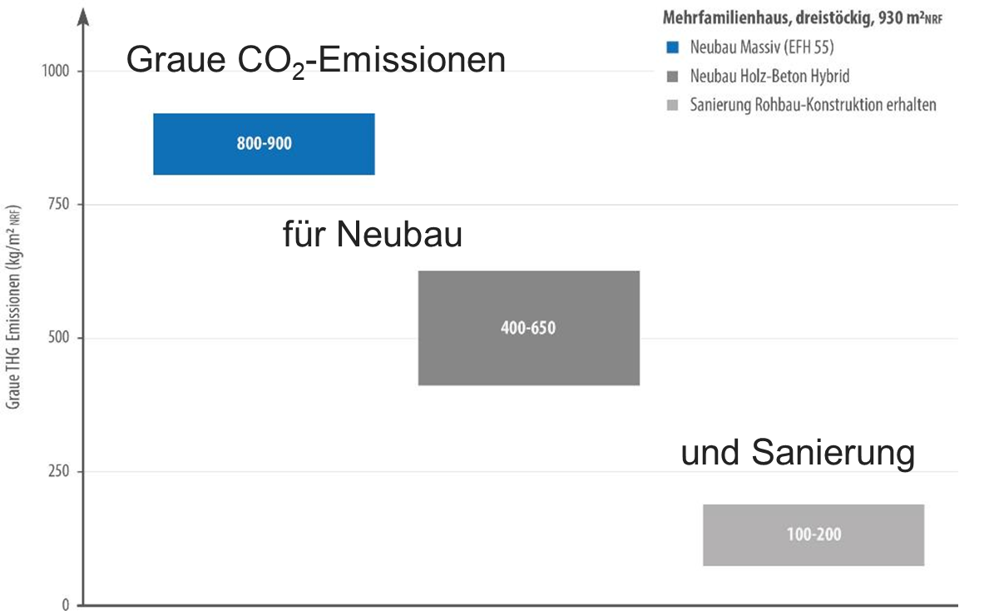 Graue CO₂-Emissionen
für Neubau
und Sanierung
Mehrfamilienhaus, dreistöckig, 930 m²NRF
Neubau Massiv (EFH 55)
Neubau Holz-Beton Hybrid
Sanierung Rohbau-Konstruktion erhalten
Graue THG Emissionen (kg/m² NRF)
1000
750
500
250
0
800-900
400-650
100-200